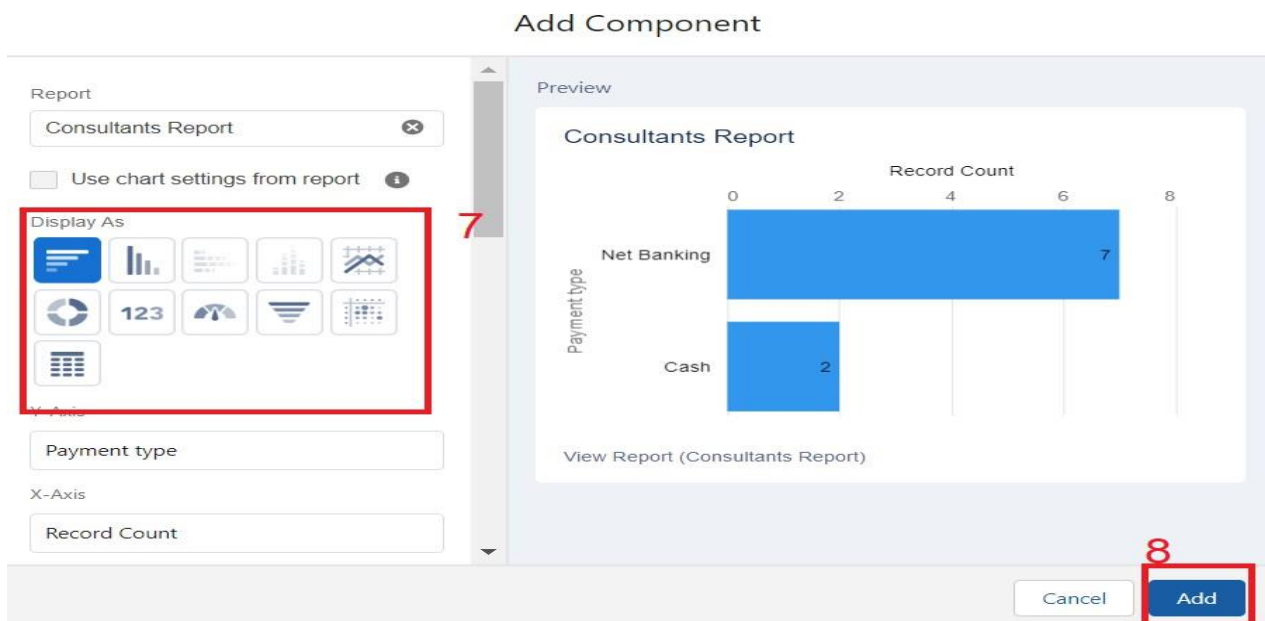 Add Component
Report
Consultants Report
Use chart settings from report
Display As
7
123
Y-Axis
Payment type
X-Axis
Record Count
Preview
Consultants Report
Record Count
0 2 4 6 8
Payment type
Net Banking
7
Cash
2
View Report (Consultants Report)
8
Cancel
Add